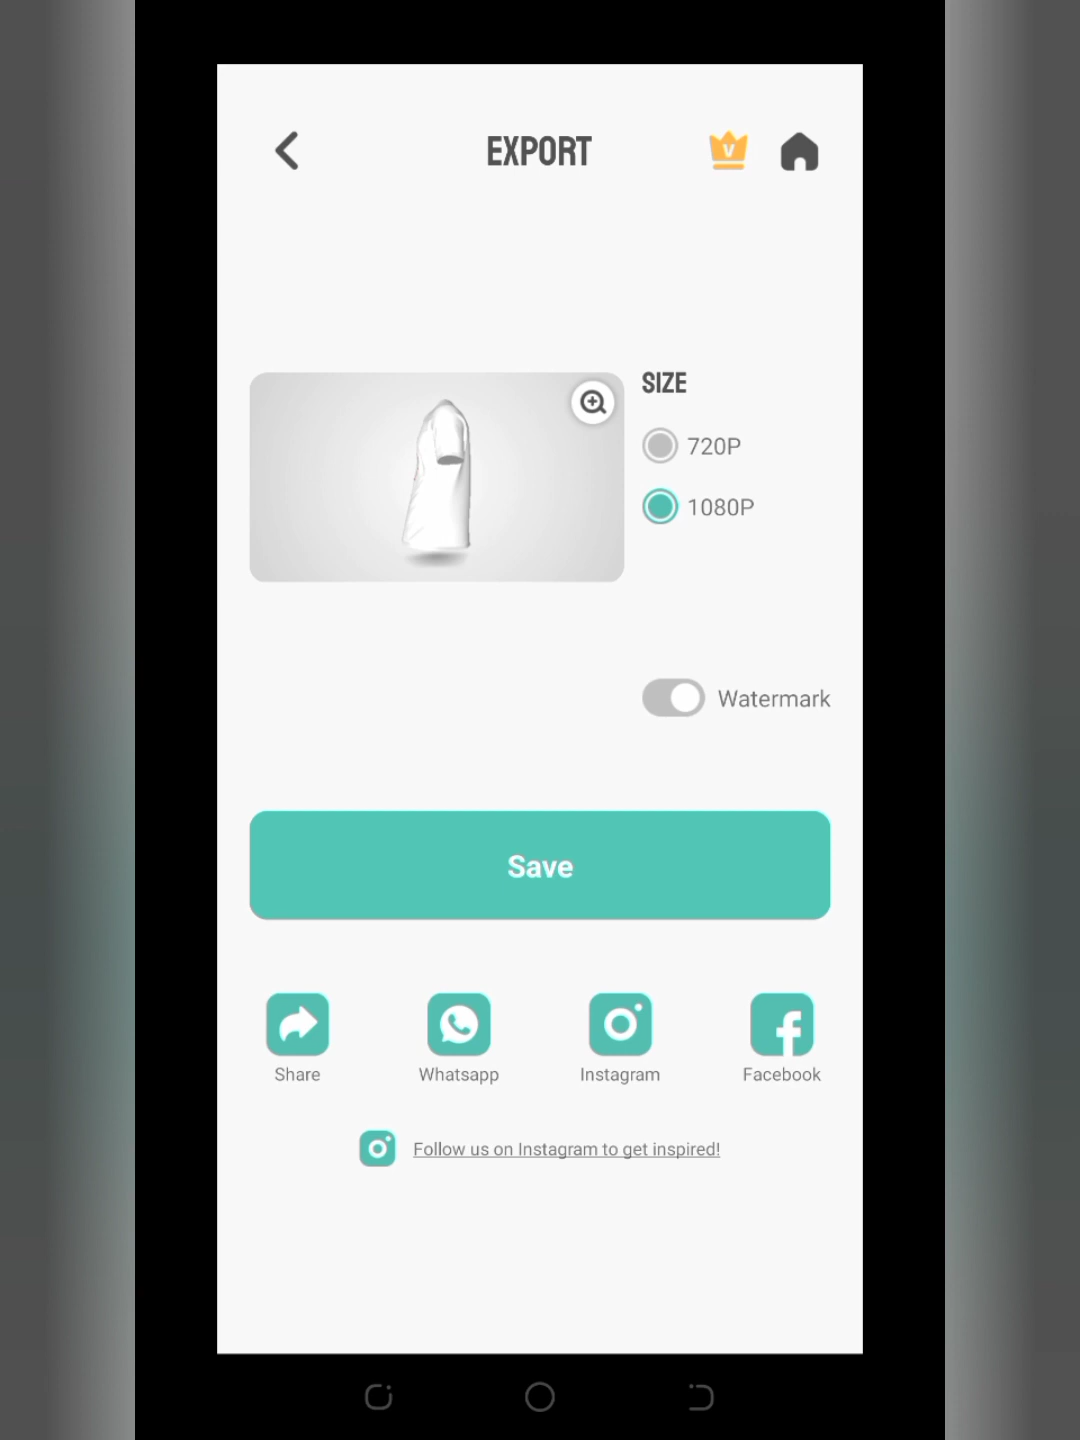 EXPORT
V
SIZE
720P
1080P
Watermark
Save
Share
Whatsapp
Instagram
Facebook
Follow us on Instagram to get inspired!